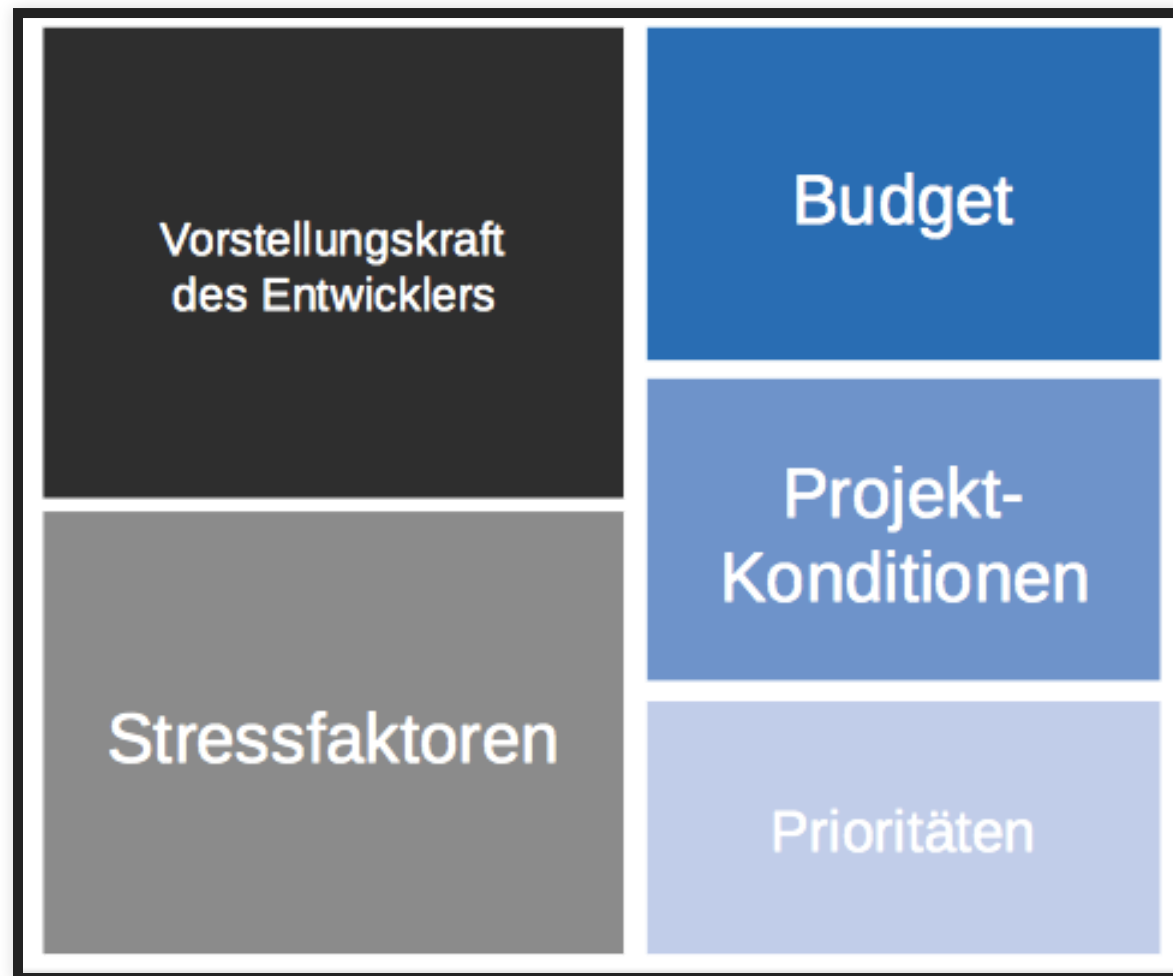 Vorstellungskraft
des Entwicklers
Stressfaktoren
Budget
Projekt-
Konditionen
Prioritäten